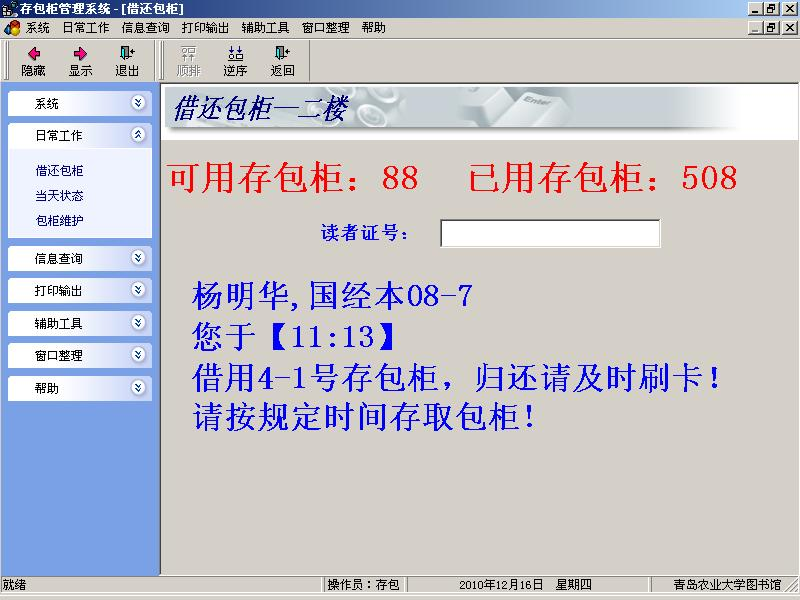 存包柜管理系统 - [借还包柜]
系统 日常工作 信息查询 打印输出 辅助工具 窗口整理 帮助
隐藏 显示 退出 顺排 逆序 返回
系统
日常工作
借还包柜
当天状态
包柜维护
信息查询
打印输出
辅助工具
窗口整理
帮助
借还包柜—二楼
Enter
可用存包柜：88 已用存包柜：508
读者证号：
杨明华,国经本08-7
您于【11:13】
借用4-1号存包柜，归还请及时刷卡！
请按规定时间存取包柜！
就绪 操作员：存包 2010年12月16日 星期四 青岛农业大学图书馆